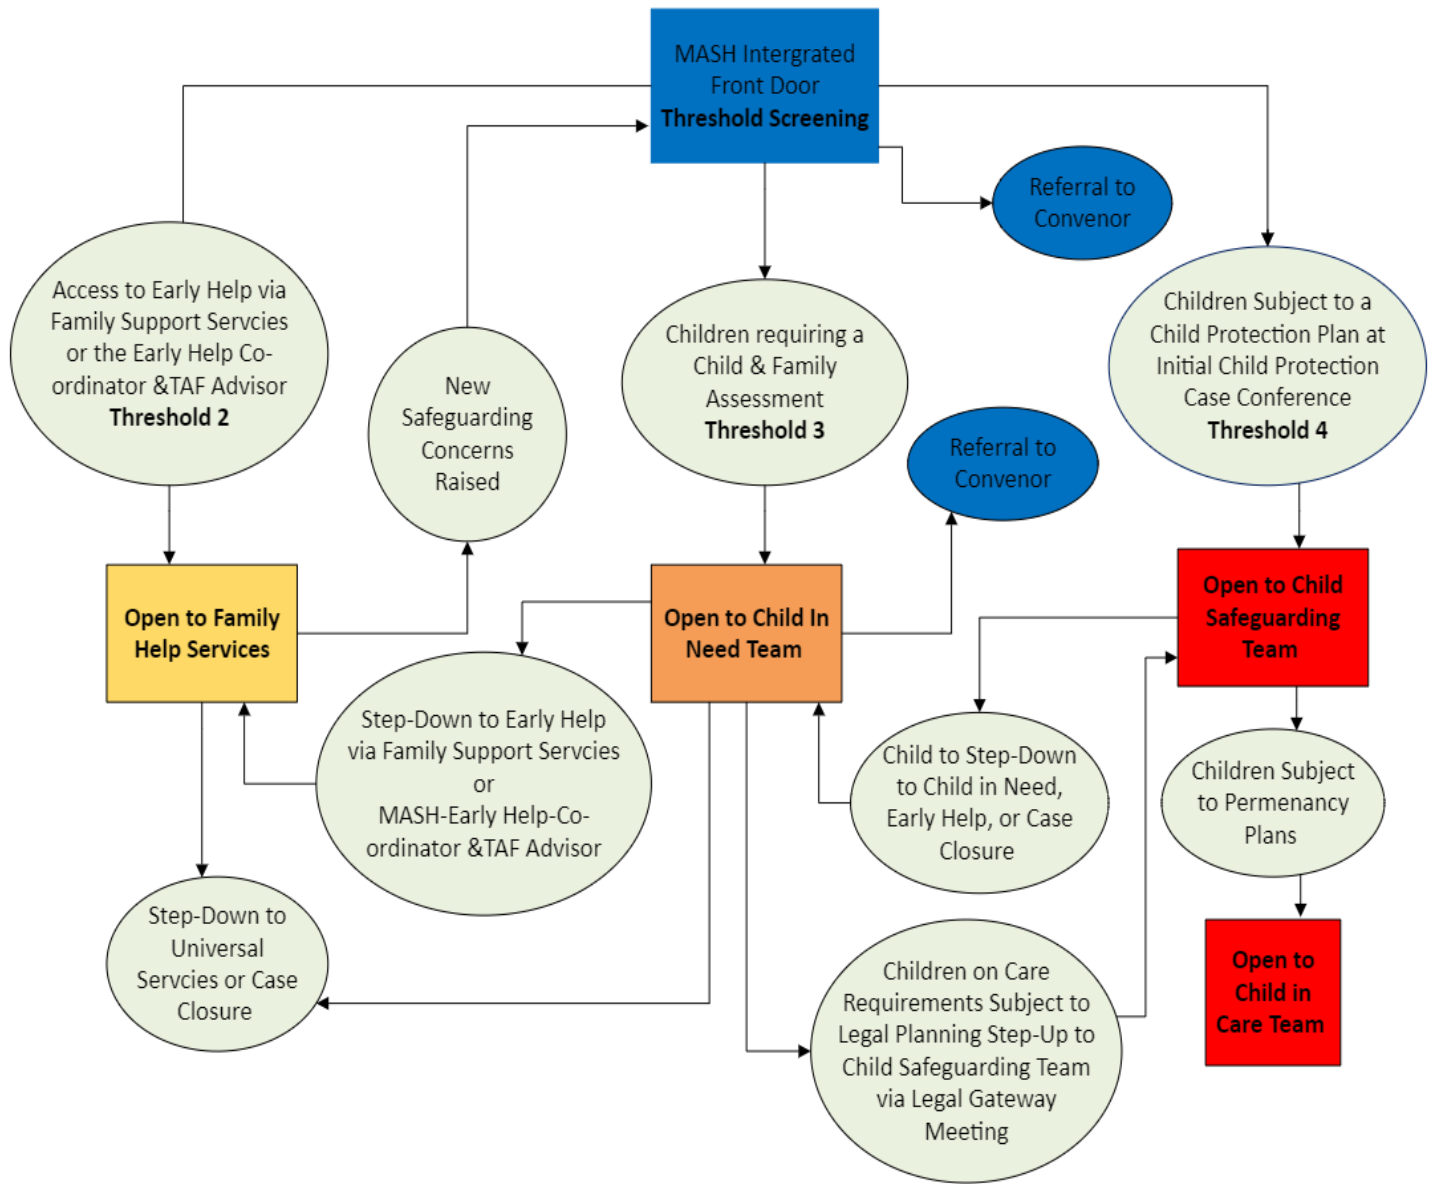 MASH Intergrated
Front Door
Threshold Screening
Referral to
Convenor
Access to Early Help via
Family Support Servcies
or the Early Help Co-
ordinator &TAF Advisor
Threshold 2
New
Safeguarding
Concerns
Raised
Children requiring a
Child & Family
Assessment
Threshold 3
Children Subject to a
Child Protection Plan at
Initial Child Protection
Case Conference
Threshold 4
Referral to
Convenor
Open to Family
Help Services
Open to Child In
Need Team
Open to Child
Safeguarding
Team
Step-Down to Early Help
via Family Support Servcies
or
MASH-Early Help-Co-
ordinator &TAF Advisor
Child to Step-Down
to Child in Need,
Early Help, or Case
Closure
Children Subject
to Permenancy
Plans
Step-Down to
Universal
Servcies or Case
Closure
Children on Care
Requirements Subject to
Legal Planning Step-Up to
Child Safeguarding Team
via Legal Gateway
Meeting
Open to
Child in
Care Team